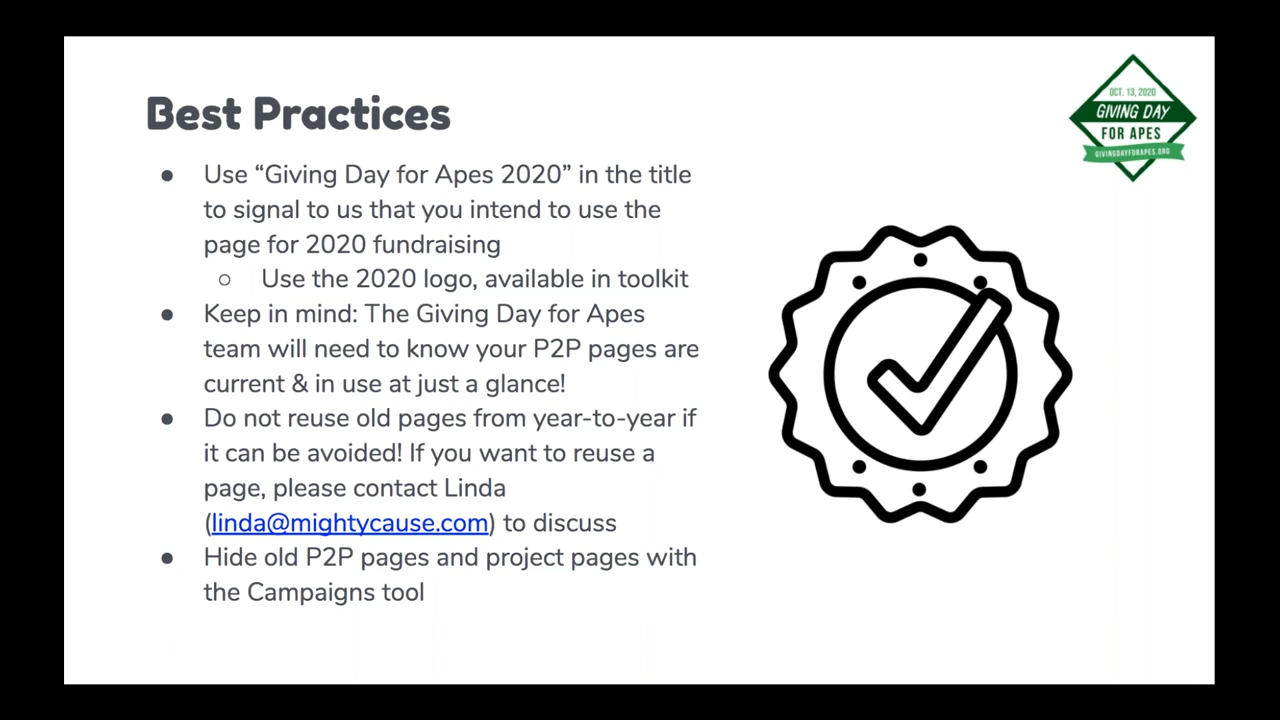 Best Practices
OCT. 13, 2020
GIVING DAY
FOR APES
GIVINGDAYFORAPES.ORG
● Use “Giving Day for Apes 2020” in the title
to signal to us that you intend to use the
page for 2020 fundraising
○ Use the 2020 logo, available in toolkit
● Keep in mind: The Giving Day for Apes
team will need to know your P2P pages are
current & in use at just a glance!
● Do not reuse old pages from year-to-year if
it can be avoided! If you want to reuse a
page, please contact Linda
(linda@mightycause.com) to discuss
● Hide old P2P pages and project pages with
the Campaigns tool